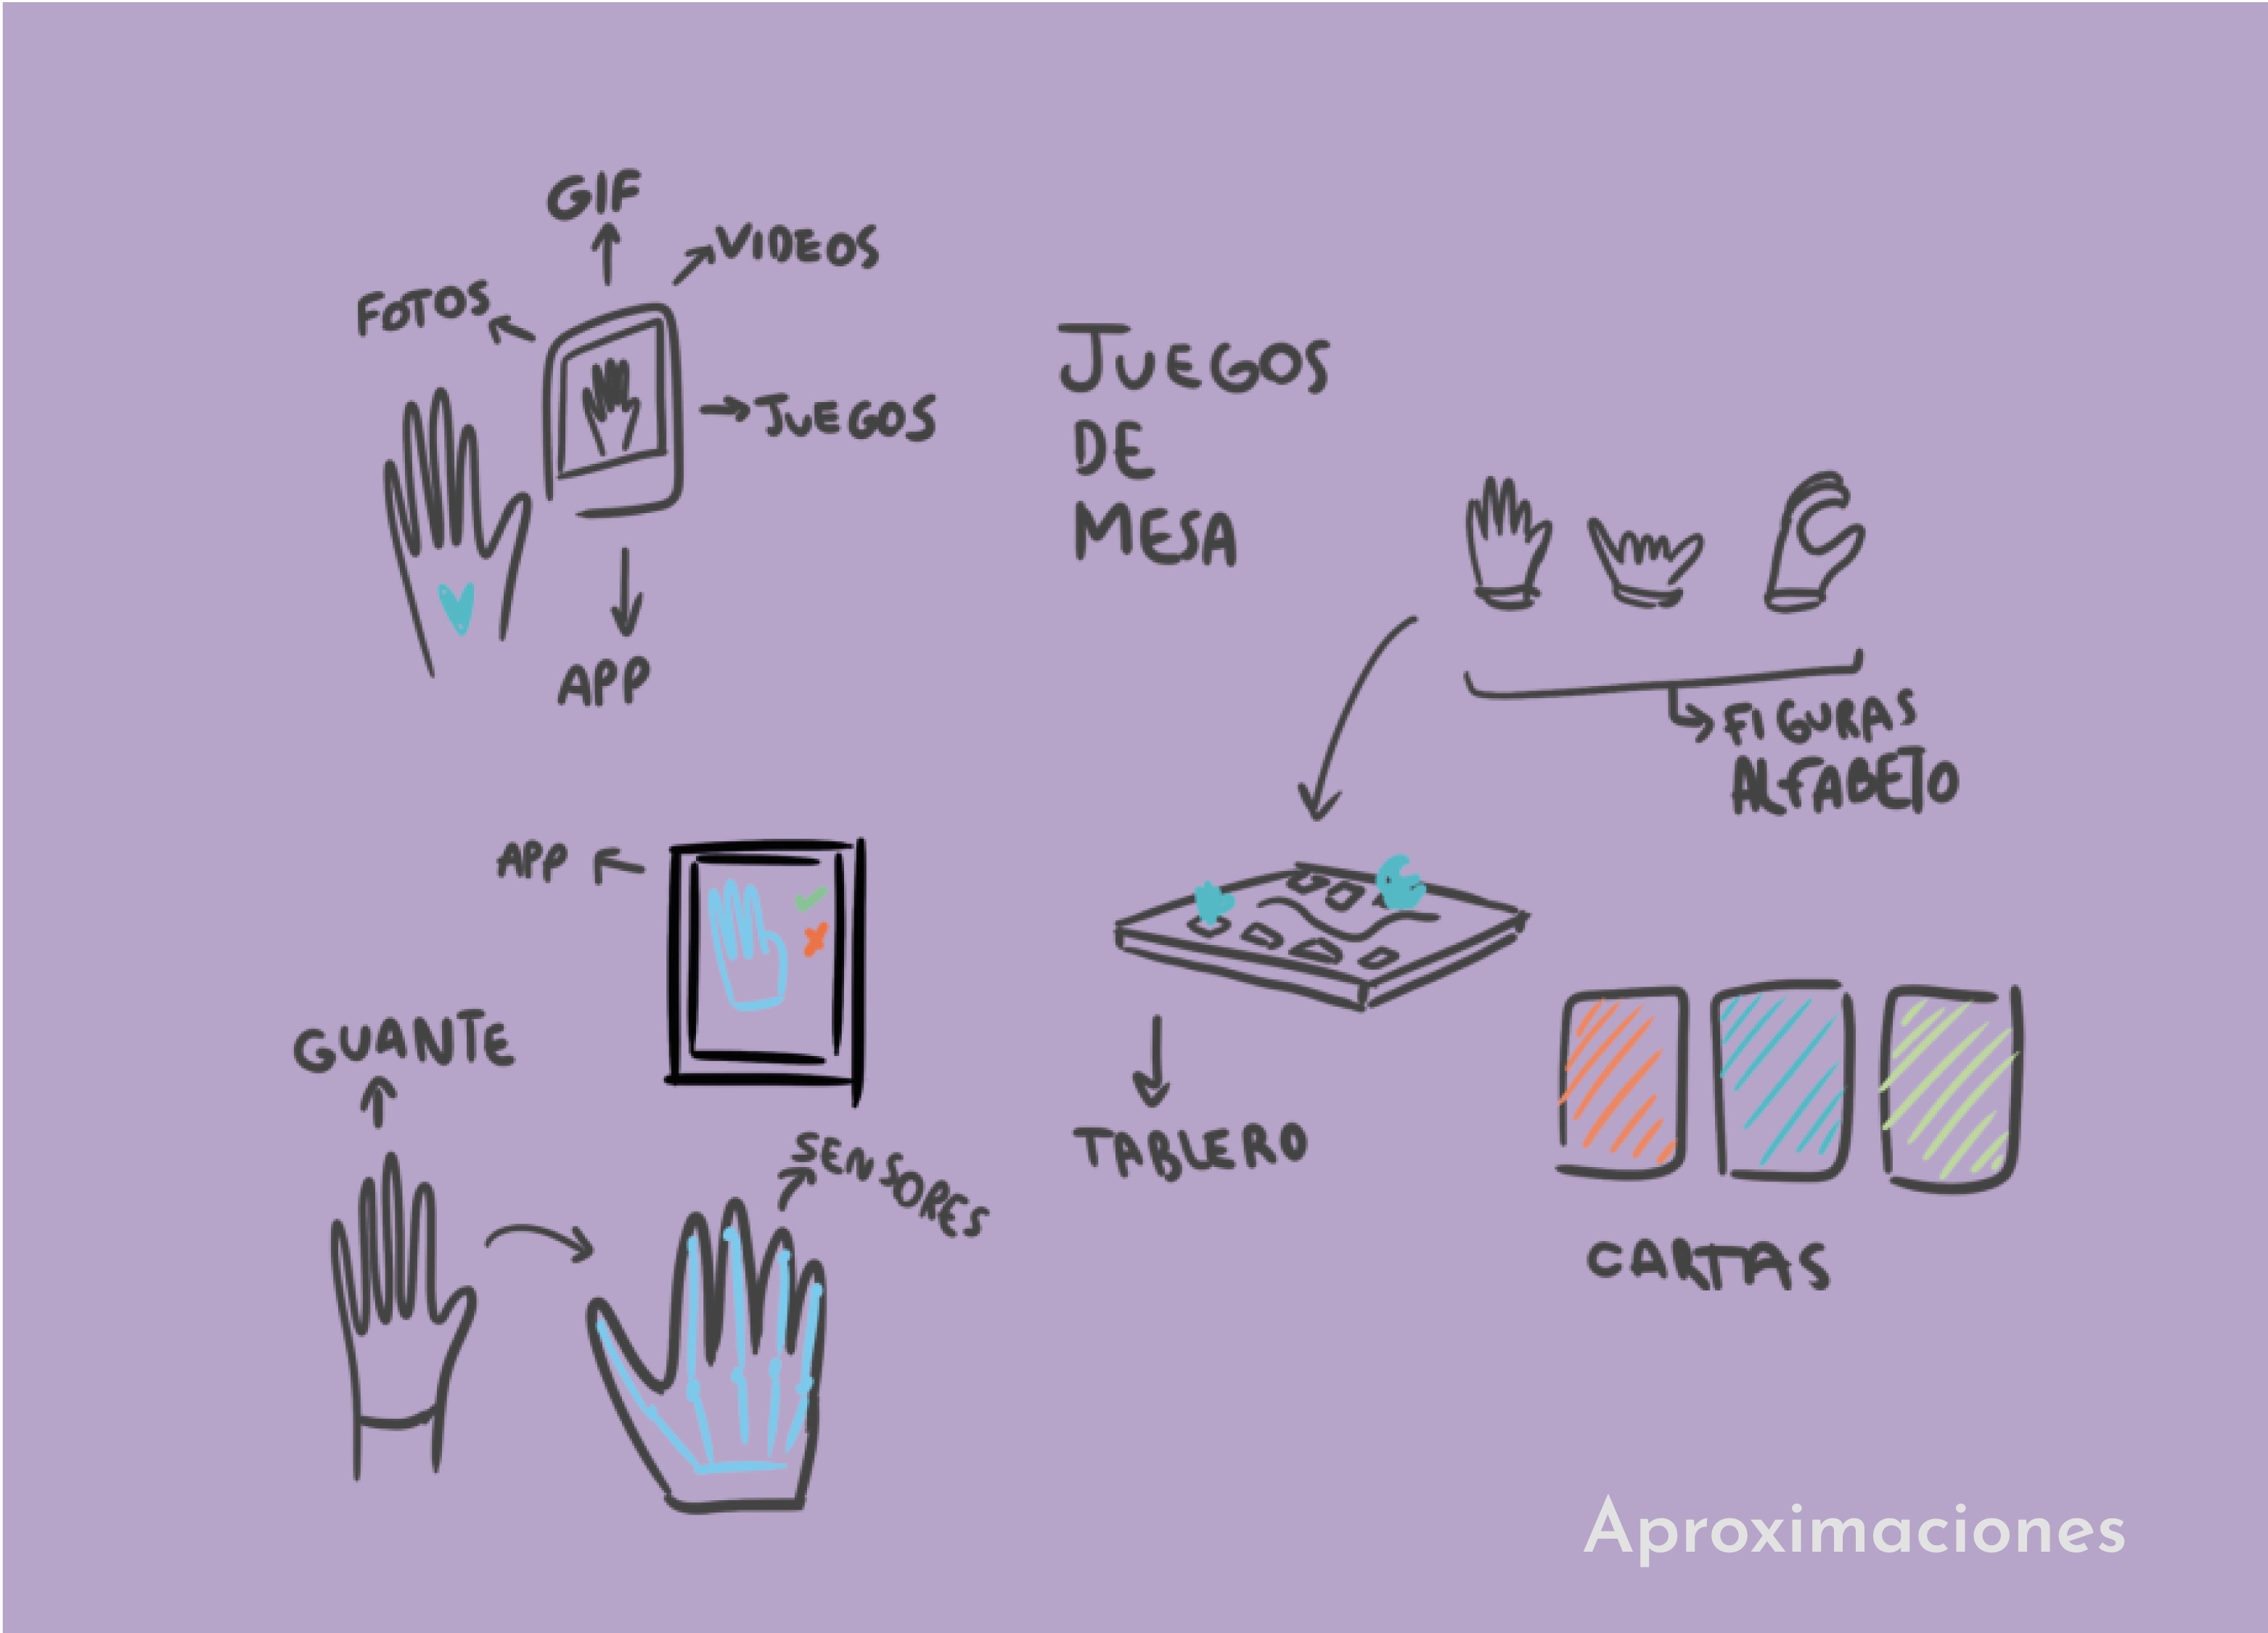 GIF
VIDEOS
FOTOS
JUEGOS
APP
JUEGOS
DE
MESA
FIGURAS
ALFABETO
APP
GUANTE
SENSORES
TABLERO
CARTAS
Aproximaciones